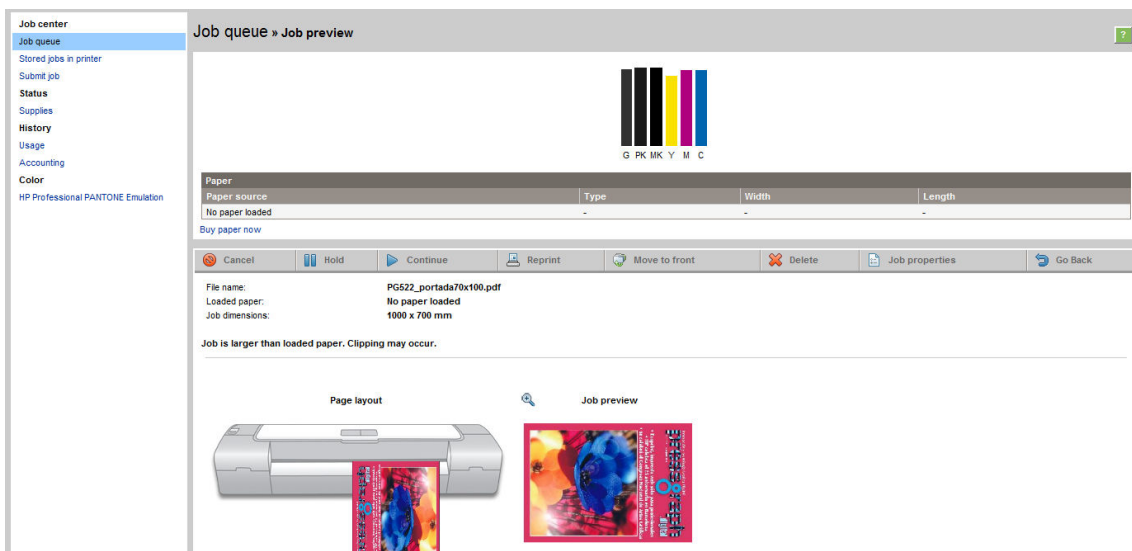 Job center
Job queue
Stored jobs in printer
Submit job
Status
Supplies
History
Usage
Accounting
Color
HP Professional PANTONE Emulation
Job queue » Job preview
?
G PK MK Y M C
Paper
Paper source Type Width Length
No paper loaded - - -
Buy paper now
Cancel Hold Continue Reprint Move to front Delete Job properties Go Back
File name: PG522_portada70x100.pdf
Loaded paper: No paper loaded
Job dimensions: 1000 x 700 mm
Job is larger than loaded paper. Clipping may occur.
Page layout Job preview